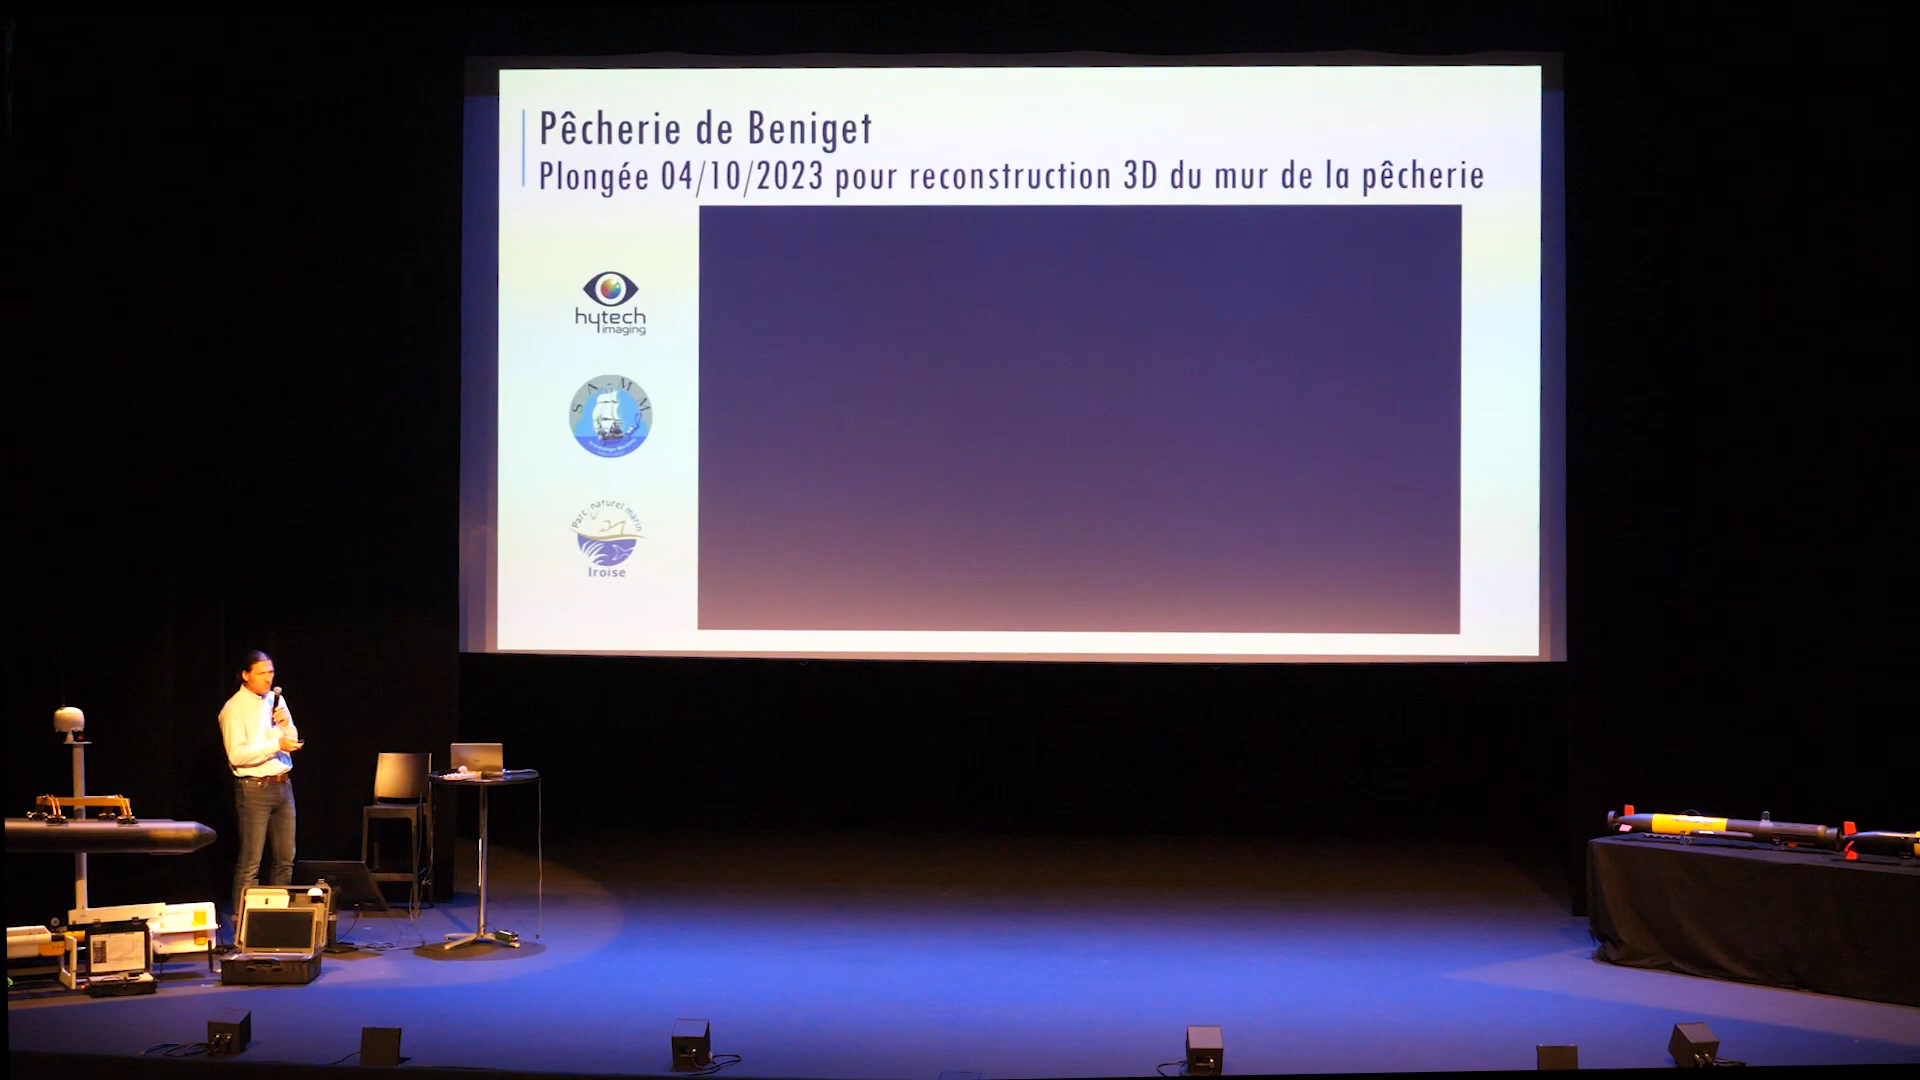 Pêcherie de Beniget
Plongée 04/10/2023 pour reconstruction 3D du mur de la pêcherie
hytech
imaging
S.A-MM
Parc naturel marin
Iroise